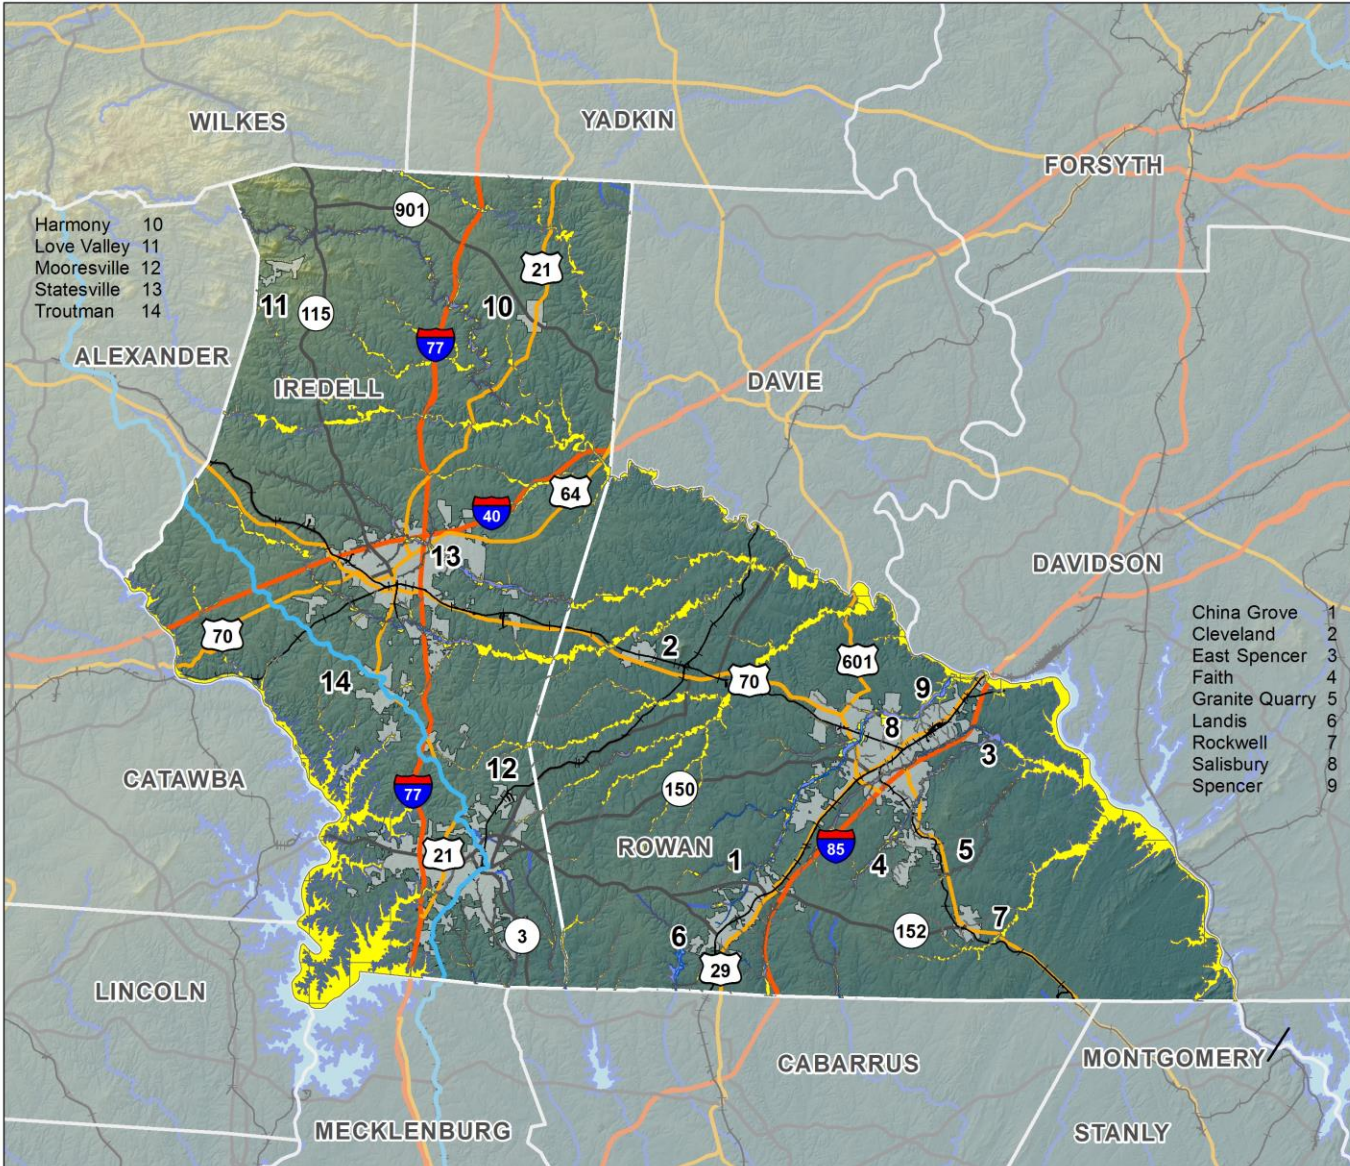 WILKES
YADKIN
FORSYTH
901
Harmony 10
Love Valley 11
Mooresville 12
Statesville 13
Troutman 14
21
11
115
10
77
ALEXANDER
IREDELL
DAVIE
64
40
13
DAVIDSON
China Grove 1
Cleveland 2
East Spencer 3
Faith 4
Granite Quarry 5
Landis 6
Rockwell 7
Salisbury 8
Spencer 9
70
2
601
14
70
9
8
3
CATAWBA
12
77
150
ROWAN
21
1
85
4
5
7
3
6
152
29
LINCOLN
CABARRUS
MONTGOMERY
MECKLENBURG
STANLY